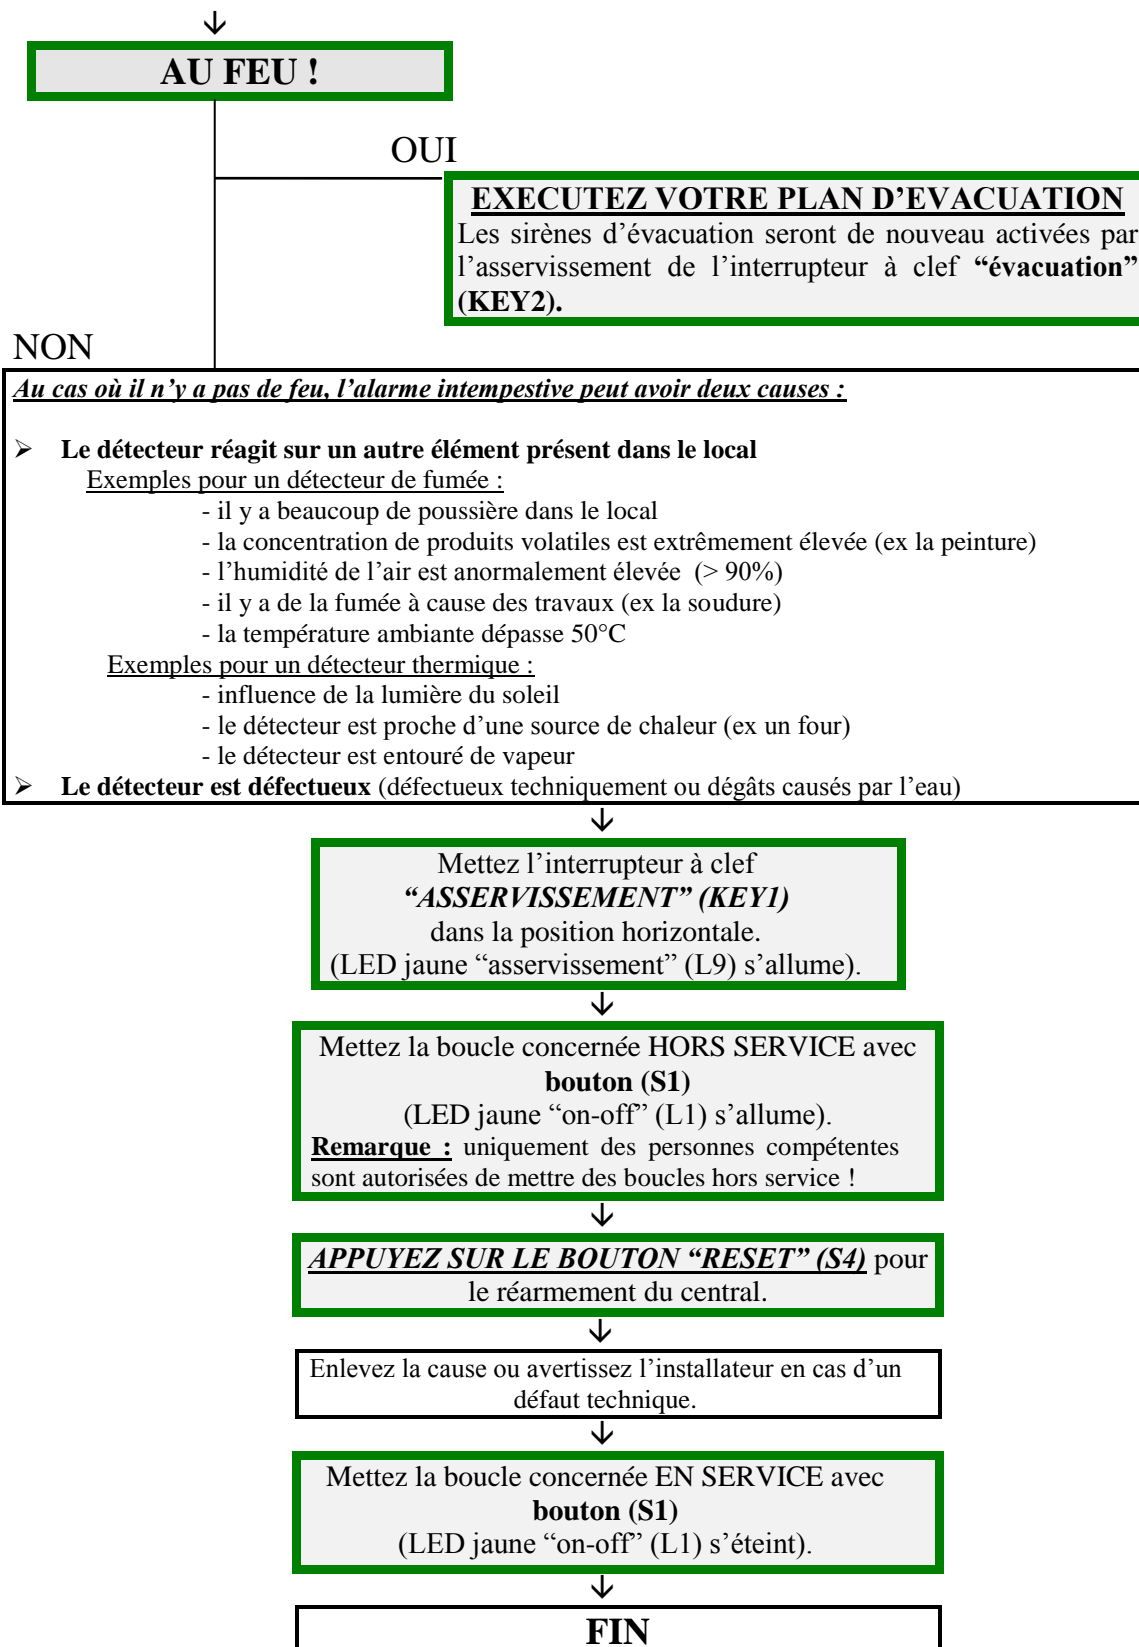 AU FEU !
OUI
EXECUTEZ VOTRE PLAN D’EVACUATION
Les sirènes d’évacuation seront de nouveau activées par
l’asservissement de l’interrupteur à clef “évacuation”
(KEY2).
NON
Au cas où il n’y a pas de feu, l’alarme intempestive peut avoir deux causes :
➢ Le détecteur réagit sur un autre élément présent dans le local
Exemples pour un détecteur de fumée :
- il y a beaucoup de poussière dans le local
- la concentration de produits volatiles est extrêmement élevée (ex la peinture)
- l’humidité de l’air est anormalement élevée (> 90%)
- il y a de la fumée à cause des travaux (ex la soudure)
- la température ambiante dépasse 50°C
Exemples pour un détecteur thermique :
- influence de la lumière du soleil
- le détecteur est proche d’une source de chaleur (ex un four)
- le détecteur est entouré de vapeur
➢ Le détecteur est défectueux (défectueux techniquement ou dégâts causés par l’eau)
Mettez l’interrupteur à clef
“ASSERVISSEMENT” (KEY1)
dans la position horizontale.
(LED jaune “asservissement” (L9) s’allume).
Mettez la boucle concernée HORS SERVICE avec
bouton (S1)
(LED jaune “on-off” (L1) s’allume).
Remarque : uniquement des personnes compétentes
sont autorisées de mettre des boucles hors service !
APPUYEZ SUR LE BOUTON “RESET” (S4) pour
le réarmement du central.
Enlevez la cause ou avertissez l’installateur en cas d’un
défaut technique.
Mettez la boucle concernée EN SERVICE avec
bouton (S1)
(LED jaune “on-off” (L1) s’éteint).
FIN